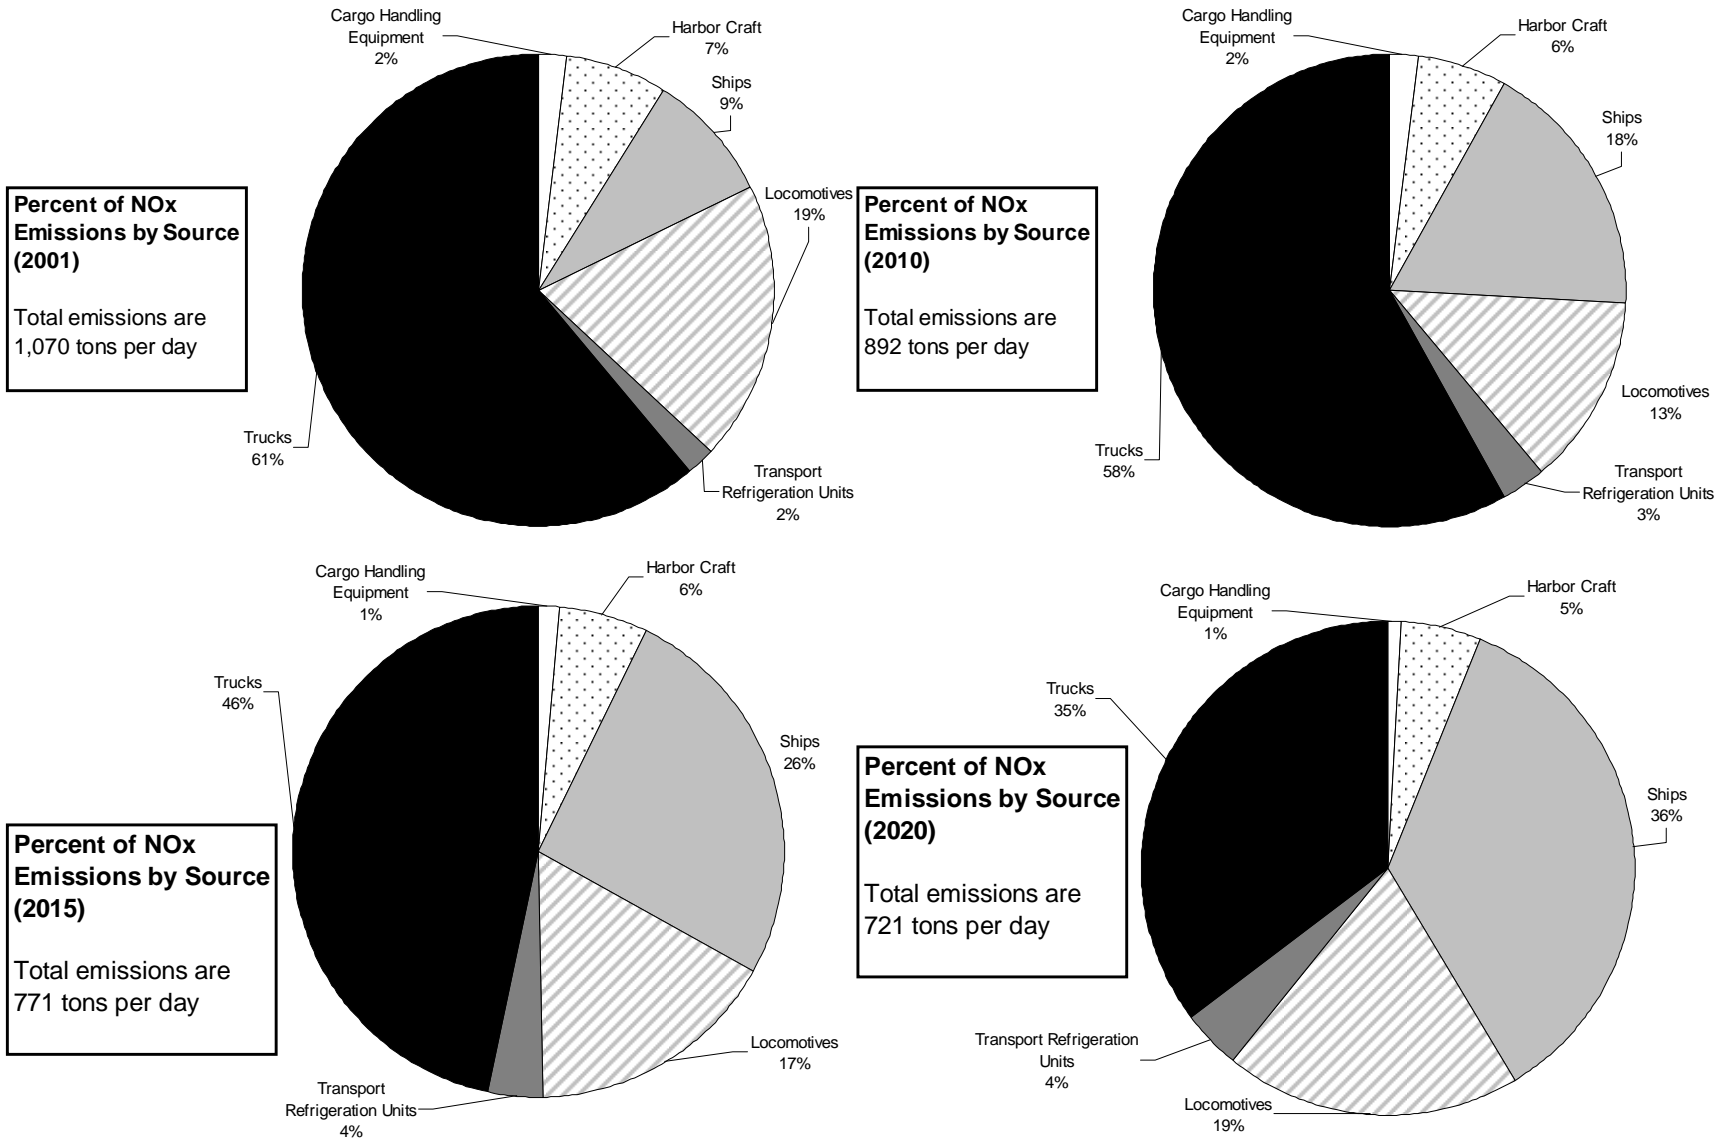 Cargo Handling
Equipment
2%
Harbor Craft
7%
Ships
9%
Locomotives
19%
Transport
Refrigeration Units
2%
Trucks
61%
Percent of NOx
Emissions by Source
(2001)
Total emissions are
1,070 tons per day
Cargo Handling
Equipment
2%
Harbor Craft
6%
Ships
18%
Locomotives
13%
Transport
Refrigeration Units
3%
Trucks
58%
Percent of NOx
Emissions by Source
(2010)
Total emissions are
892 tons per day
Cargo Handling
Equipment
1%
Harbor Craft
6%
Ships
26%
Locomotives
17%
Transport
Refrigeration Units
4%
Trucks
46%
Percent of NOx
Emissions by Source
(2015)
Total emissions are
771 tons per day
Cargo Handling
Equipment
1%
Harbor Craft
5%
Ships
36%
Locomotives
19%
Transport Refrigeration
Units
4%
Trucks
35%
Percent of NOx
Emissions by Source
(2020)
Total emissions are
721 tons per day